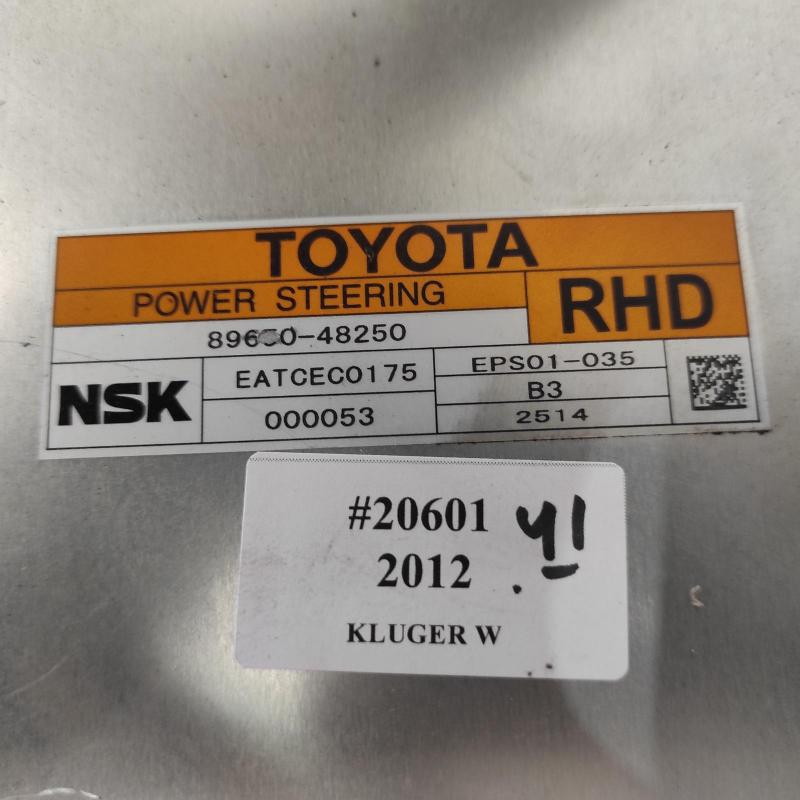 TOYOTA
POWER STEERING
RHD
NSK
EATCEC0175
000053
EPS01-035
B3
2514
#20601
2012
KLUGER W